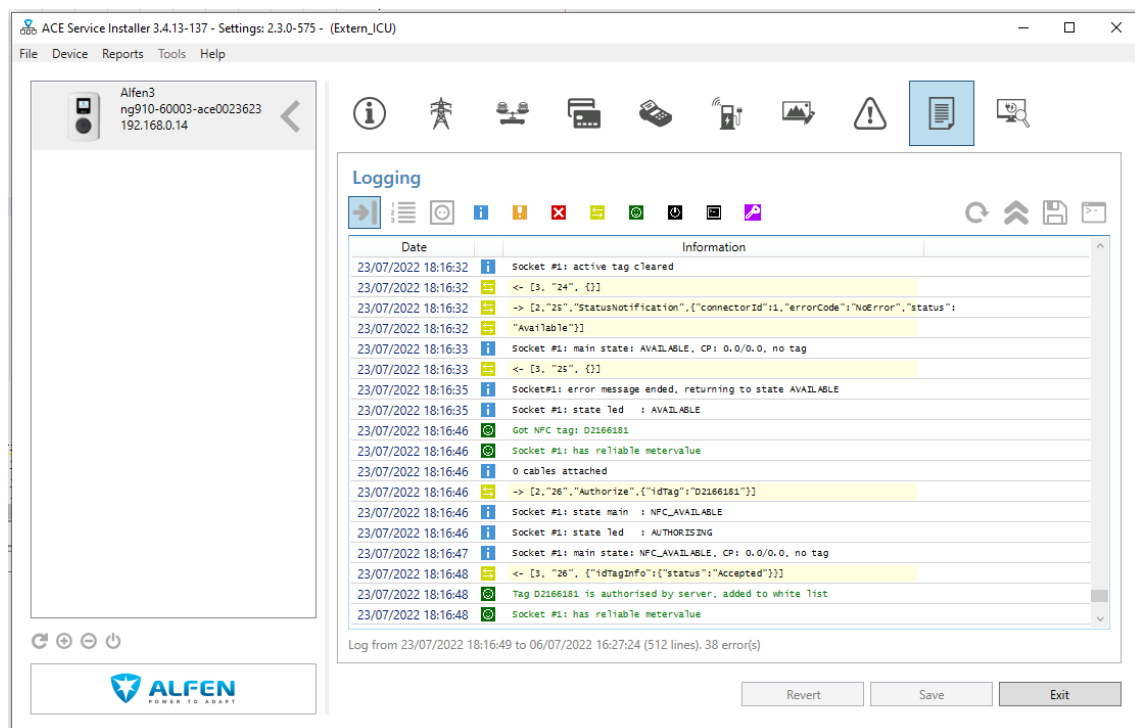 ACE Service Installer 3.4.13-137 - Settings: 2.3.0-575 - (Extern_ICU)
File Device Reports Tools Help
Alfen3
ng910-60003-ace0023623
192.168.0.14
Logging
Date Information
23/07/2022 18:16:32 Socket #1: active tag cleared
23/07/2022 18:16:32 <- [3, "24", {}]
23/07/2022 18:16:32 -> [2,"25","StatusNotification",{"connectorId":1,"errorCode":"NoError","status":
23/07/2022 18:16:32 "Available"}]
23/07/2022 18:16:33 Socket #1: main state: AVAILABLE, CP: 0.0/0.0, no tag
23/07/2022 18:16:33 <- [3, "25", {}]
23/07/2022 18:16:35 Socket#1: error message ended, returning to state AVAILABLE
23/07/2022 18:16:35 Socket #1: state led : AVAILABLE
23/07/2022 18:16:46 Got NFC tag: D2166181
23/07/2022 18:16:46 Socket #1: has reliable metervalue
23/07/2022 18:16:46 0 cables attached
23/07/2022 18:16:46 -> [2,"26","Authorize",{"idTag":"D2166181"}]
23/07/2022 18:16:46 Socket #1: state main : NFC_AVAILABLE
23/07/2022 18:16:46 Socket #1: state led : AUTHORISING
23/07/2022 18:16:47 Socket #1: main state: NFC_AVAILABLE, CP: 0.0/0.0, no tag
23/07/2022 18:16:48 <- [3, "26", {"idTagInfo":{"status":"Accepted"}}]
23/07/2022 18:16:48 Tag D2166181 is authorised by server, added to white list
23/07/2022 18:16:48 Socket #1: has reliable metervalue
Log from 23/07/2022 18:16:49 to 06/07/2022 16:27:24 (512 lines). 38 error(s)
ALFEN
POWER TO ADAPT
Revert Save Exit